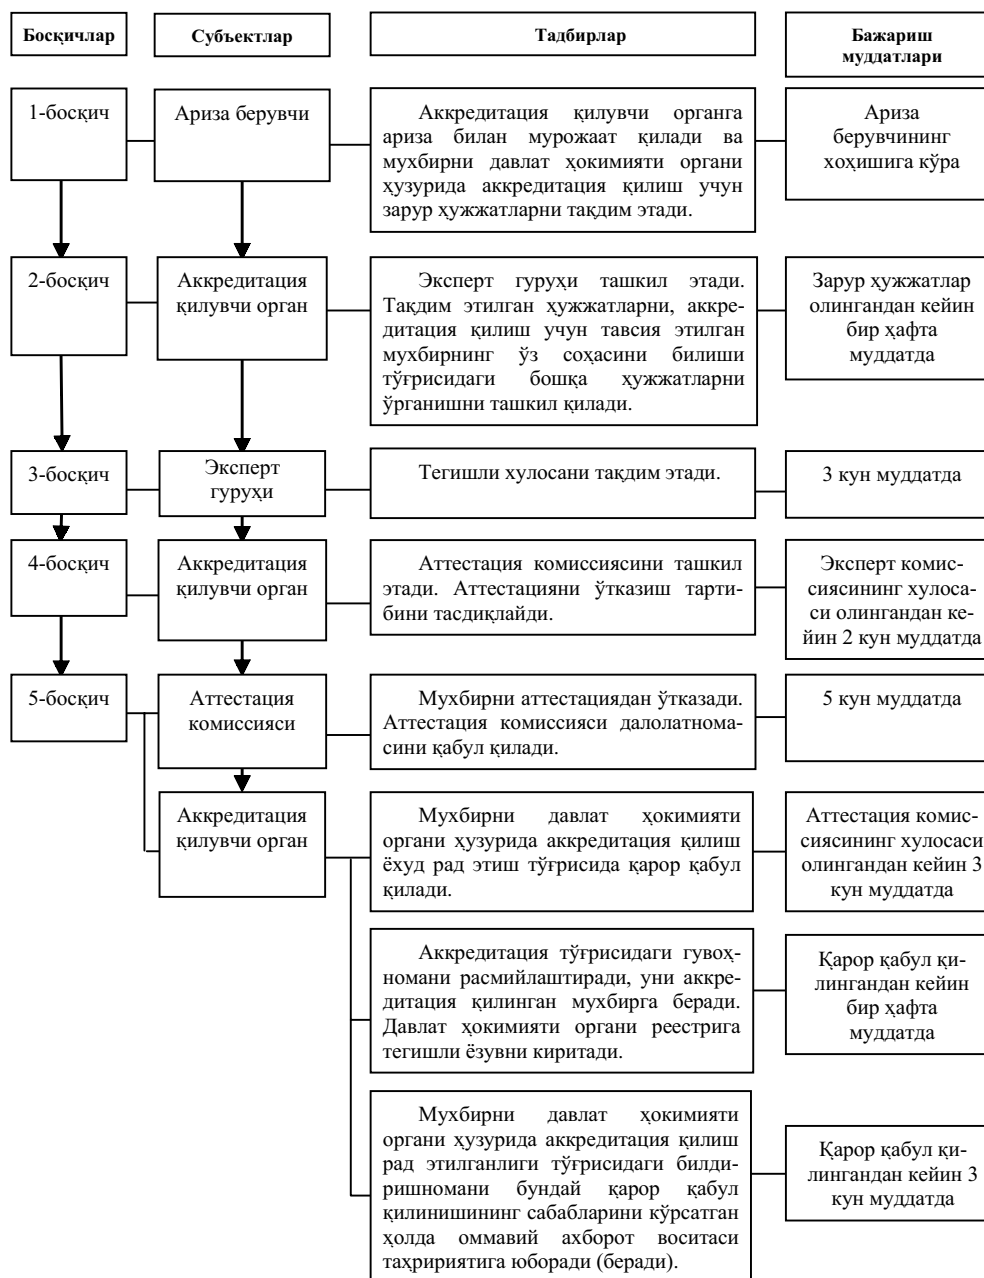 Босқичлар
Субъектлар
Тадбирлар
Бажариш
муддатлари
1-босқич
Ариза берувчи
Аккредитация қилувчи органга
ариза билан мурожаат қилади ва
мухбирни давлат ҳокимияти органи
ҳузурида аккредитация қилиш учун
зарур ҳужжатларни тақдим этади.
Ариза
берувчининг
хоҳишига кўра
2-босқич
Аккредитация
қилувчи орган
Эксперт гуруҳи ташкил этади.
Тақдим этилган ҳужжатларни, аккре-
дитация қилиш учун тавсия этилган
мухбирнинг ўз соҳасини билиши
тўғрисидаги бошқа ҳужжатларни
ўрганишни ташкил қилади.
Зарур ҳужжатлар
олингандан кейин
бир ҳафта
муддатда
3-босқич
Эксперт
гуруҳи
Тегишли хулосани тақдим этади.
3 кун муддатда
4-босқич
Аккредитация
қилувчи орган
Аттестация комиссиясини ташкил
этади. Аттестацияни ўтказиш тарти-
бини тасдиқлайди.
Эксперт комис-
сиясининг хулоса-
си олингандан ке-
йин 2 кун муддатда
5-босқич
Аттестация
комиссияси
Мухбирни аттестациядан ўтказади.
Аттестация комиссияси далолатнома-
сини қабул қилади.
5 кун муддатда
Аккредитация
қилувчи орган
Мухбирни давлат ҳокимияти
органи ҳузурида аккредитация қилиш
ёхуд рад этиш тўғрисида қарор қабул
қилади.
Аттестация комис-
сиясининг хулосаси
олингандан кейин 3
кун муддатда
Аккредитация тўғрисидаги гувоҳ-
номани расмийлаштиради, уни аккре-
дитация қилинган мухбирга беради.
Давлат ҳокимияти органи реестрига
тегишли ёзувни киритади.
Қарор қабул қи-
лингандан кейин
бир ҳафта
муддатда
Мухбирни давлат ҳокимияти
органи ҳузурида аккредитация қилиш
рад этилганлиги тўғрисидаги билди-
ришномани бундай қарор қабул
қилинишининг сабабларини кўрсатган
ҳолда оммавий ахборот воситаси
таҳририятига юборади (беради).
Қарор қабул қи-
лингандан кейин 3
кун муддатда